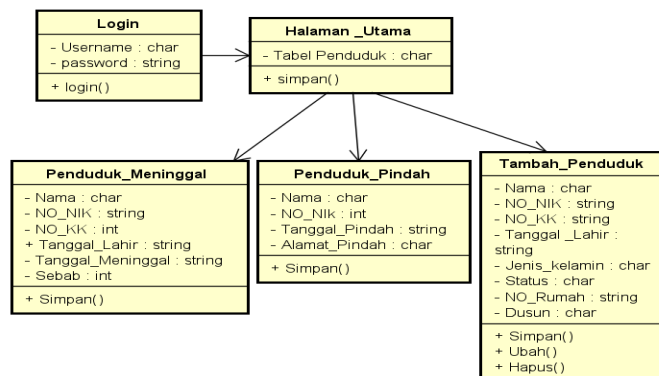 Login
- Username : char
- password : string
+ login()
Halaman _Utama
- Tabel Penduduk : char
+ simpan()
Penduduk_Meninggal
- Nama : char
- NO_NIK : string
- NO_KK : int
+ Tanggal_Lahir : string
- Tanggal_Meninggal : string
- Sebab : int
+ Simpan()
Penduduk_Pindah
- Nama : char
- NO_NIk : int
- Tanggal_Pindah : string
- Alamat_Pindah : char
+ Simpan()
Tambah_Penduduk
- Nama : char
- NO_NIK : string
- NO_KK : string
- Tanggal _Lahir :
string
- Jenis_kelamin : char
- Status : char
- NO_Rumah : string
- Dusun : char
+ Simpan()
+ Ubah()
+ Hapus()